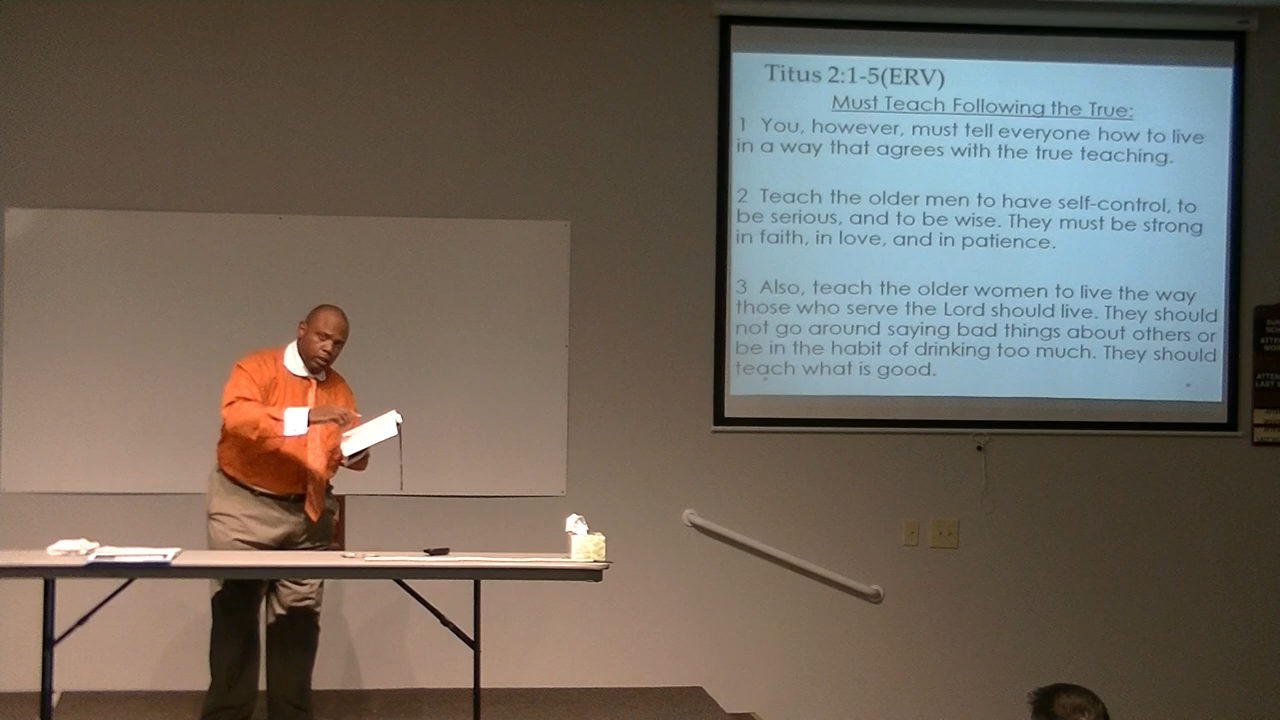 Titus 2:1-5(ERV)
Must Teach Following the True:
1 You, however, must tell everyone how to live
in a way that agrees with the true teaching.
2 Teach the older men to have self-control, to
be serious, and to be wise. They must be strong
in faith, in love, and in patience.
3 Also, teach the older women to live the way
those who serve the Lord should live. They should
not go around saying bad things about others or
be in the habit of drinking too much. They should
teach what is good.